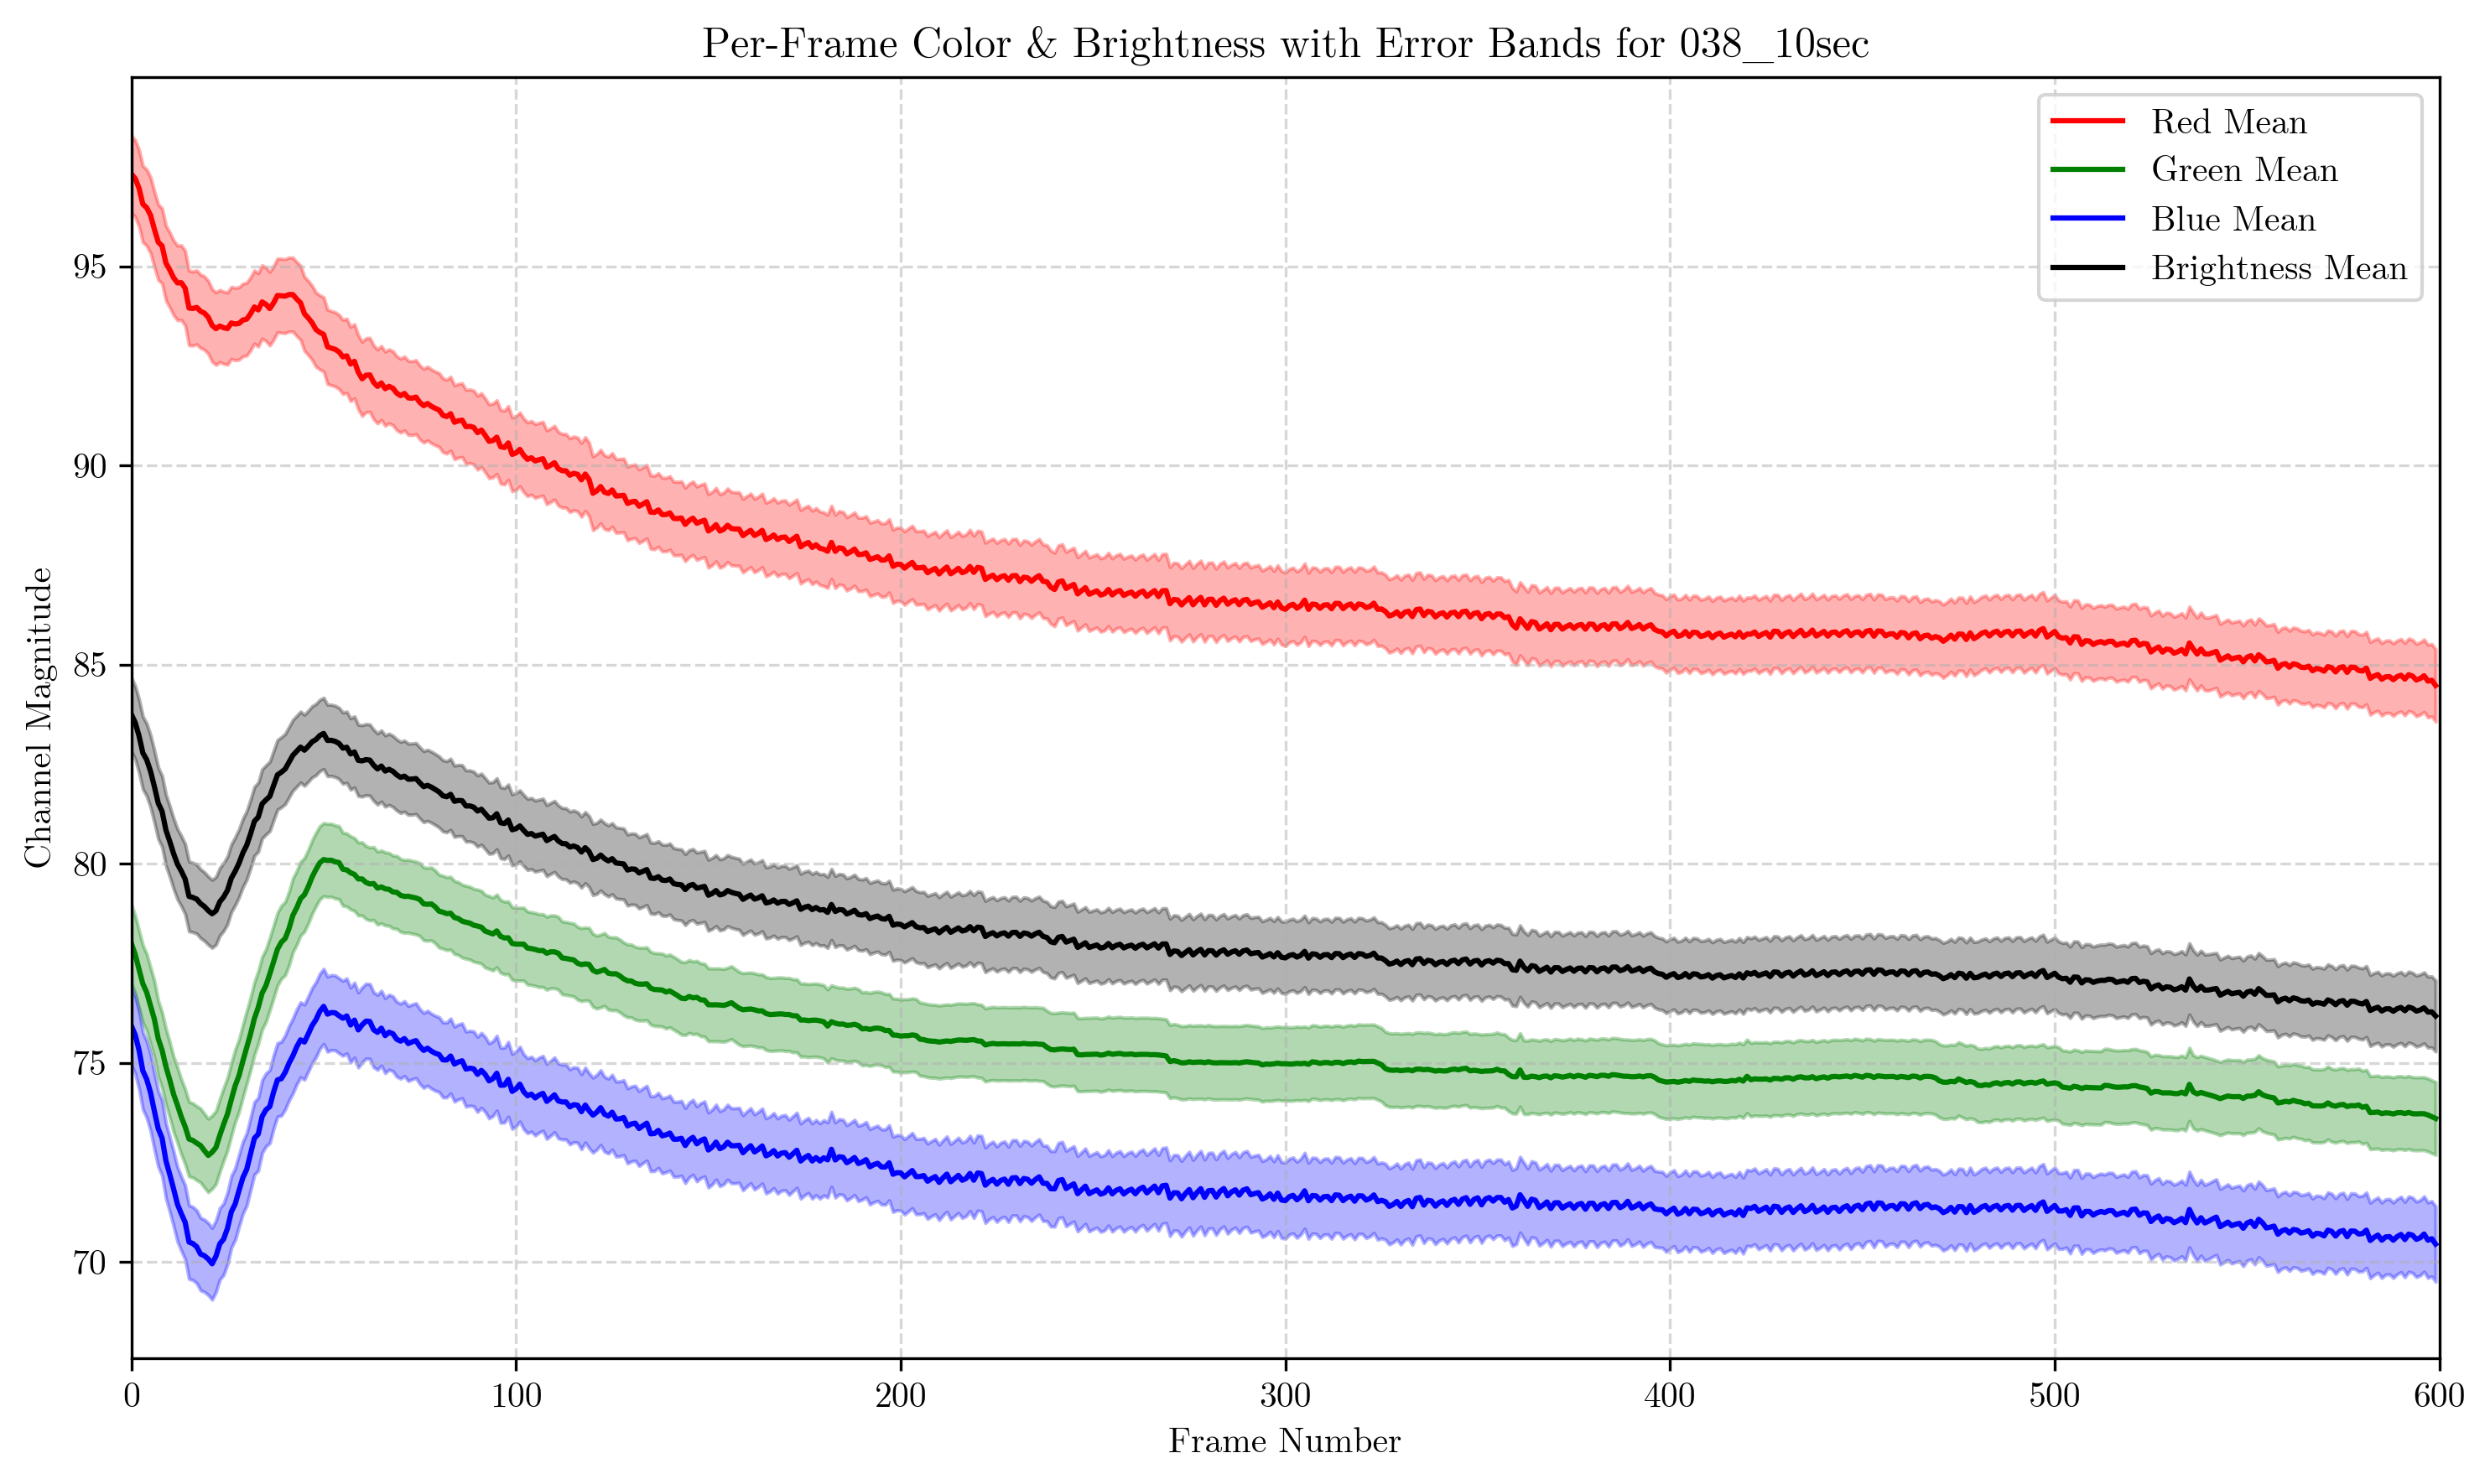 Per-Frame Color & Brightness with Error Bands for 038_10sec
Red Mean
Green Mean
Blue Mean
Brightness Mean
Channel Magnitude
95
90
85
80
75
70
0 100 200 300 400 500 600
Frame Number